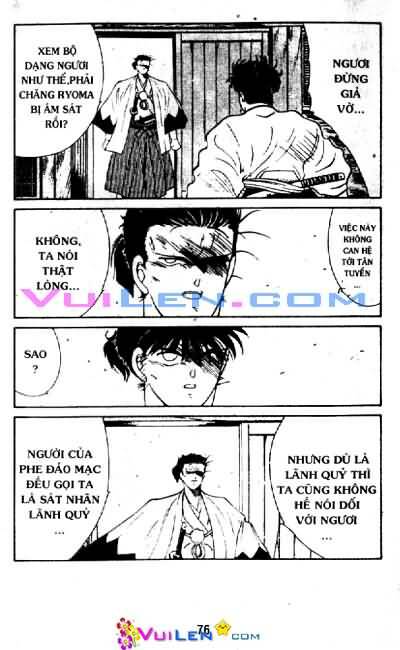 XEM BỘ
DẠNG NGƯƠI
NHƯ THẾ,PHẢI
CHĂNG RYOMA
BỊ ÁM SÁT
RỒI?
NGƯƠI
ĐỪNG
GIẢ
VỜ...
KHÔNG,
TA NÓI
THẬT
LÒNG...
VIỆC NÀY
KHÔNG
CAN HỆ
TỚI TÂN
TUYỂN
...
VUILEN.COM
SAO
?
NGƯỜI CỦA
PHE ĐẢO MẠC
ĐỀU GỌI TA
LÀ SÁT NHÂN
LÃNH QUỶ
...
NHƯNG DÙ LÀ
LÃNH QUỶ THÌ
TA CŨNG KHÔNG
HỀ NÓI DỐI
VỚI NGƯƠI
...
76
VUILEN.COM